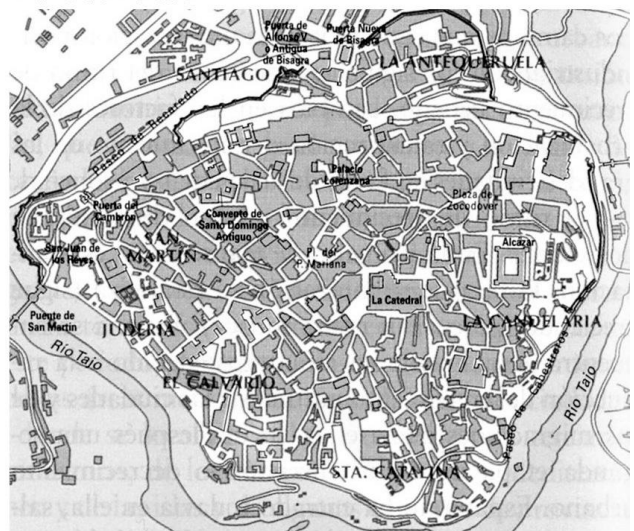 Puerta de
Alfonso V
o Antigua
de Bisagra
Puerta Nueva
de Bisagra
SANTIAGO
LA ANTEQUERUELA
Paseo de Recaredo
Palacio
Lorenzana
Plaza de
Zocodover
Puerta del
Cambrón
Convento de
Santo Domingo
Antiguo
SAN
MARTÍN
San Juan de
los Reyes
Pl. del
P. Mariana
Alcázar
La Catedral
Puente de
San Martín
JUDERÍA
LA CANDELARIA
Río Tajo
EL CALVARIO
Paseo de Cabestreros
Río Tajo
STA. CATALINA